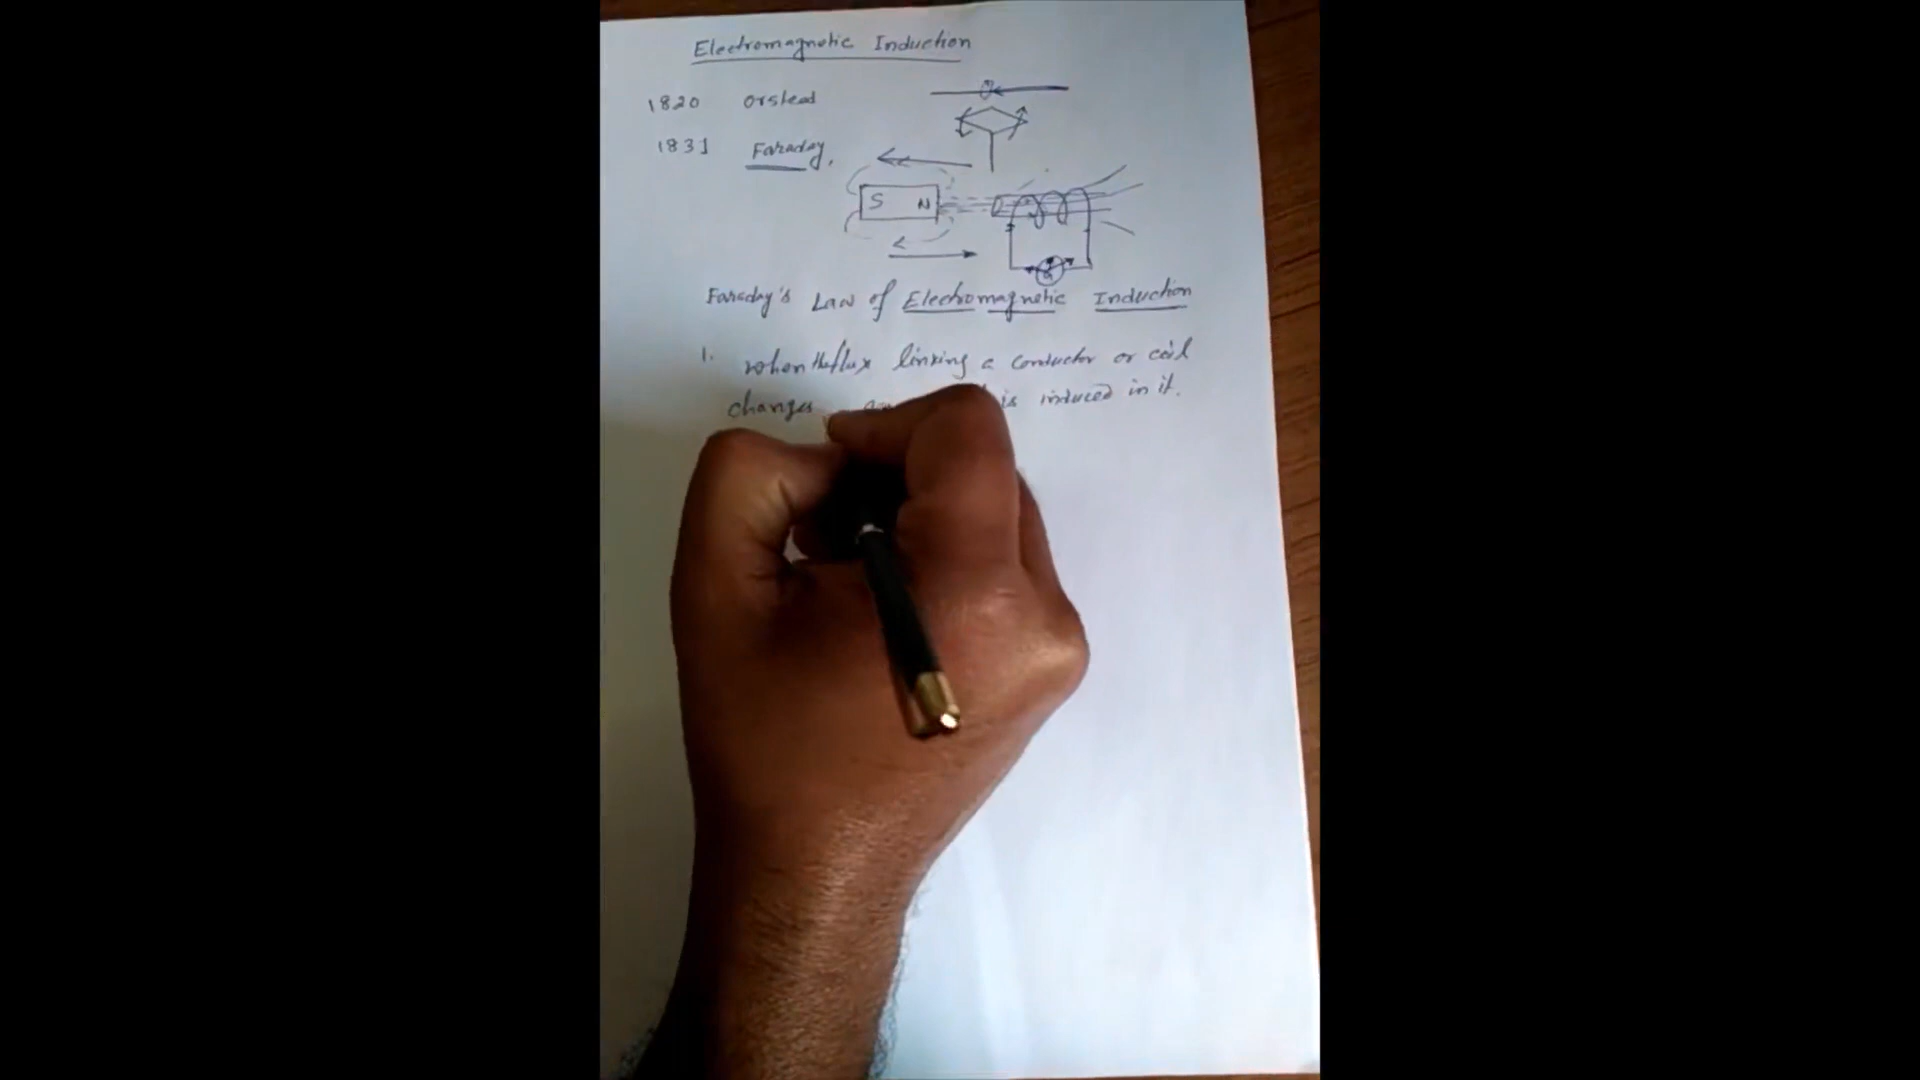 Electromagnetic Induction
1820 Orstead
1831 Faraday,
S N
G
Faraday's Law of Electromagnetic Induction
1. when the flux linking a conductor or coil
changes is induced in it.